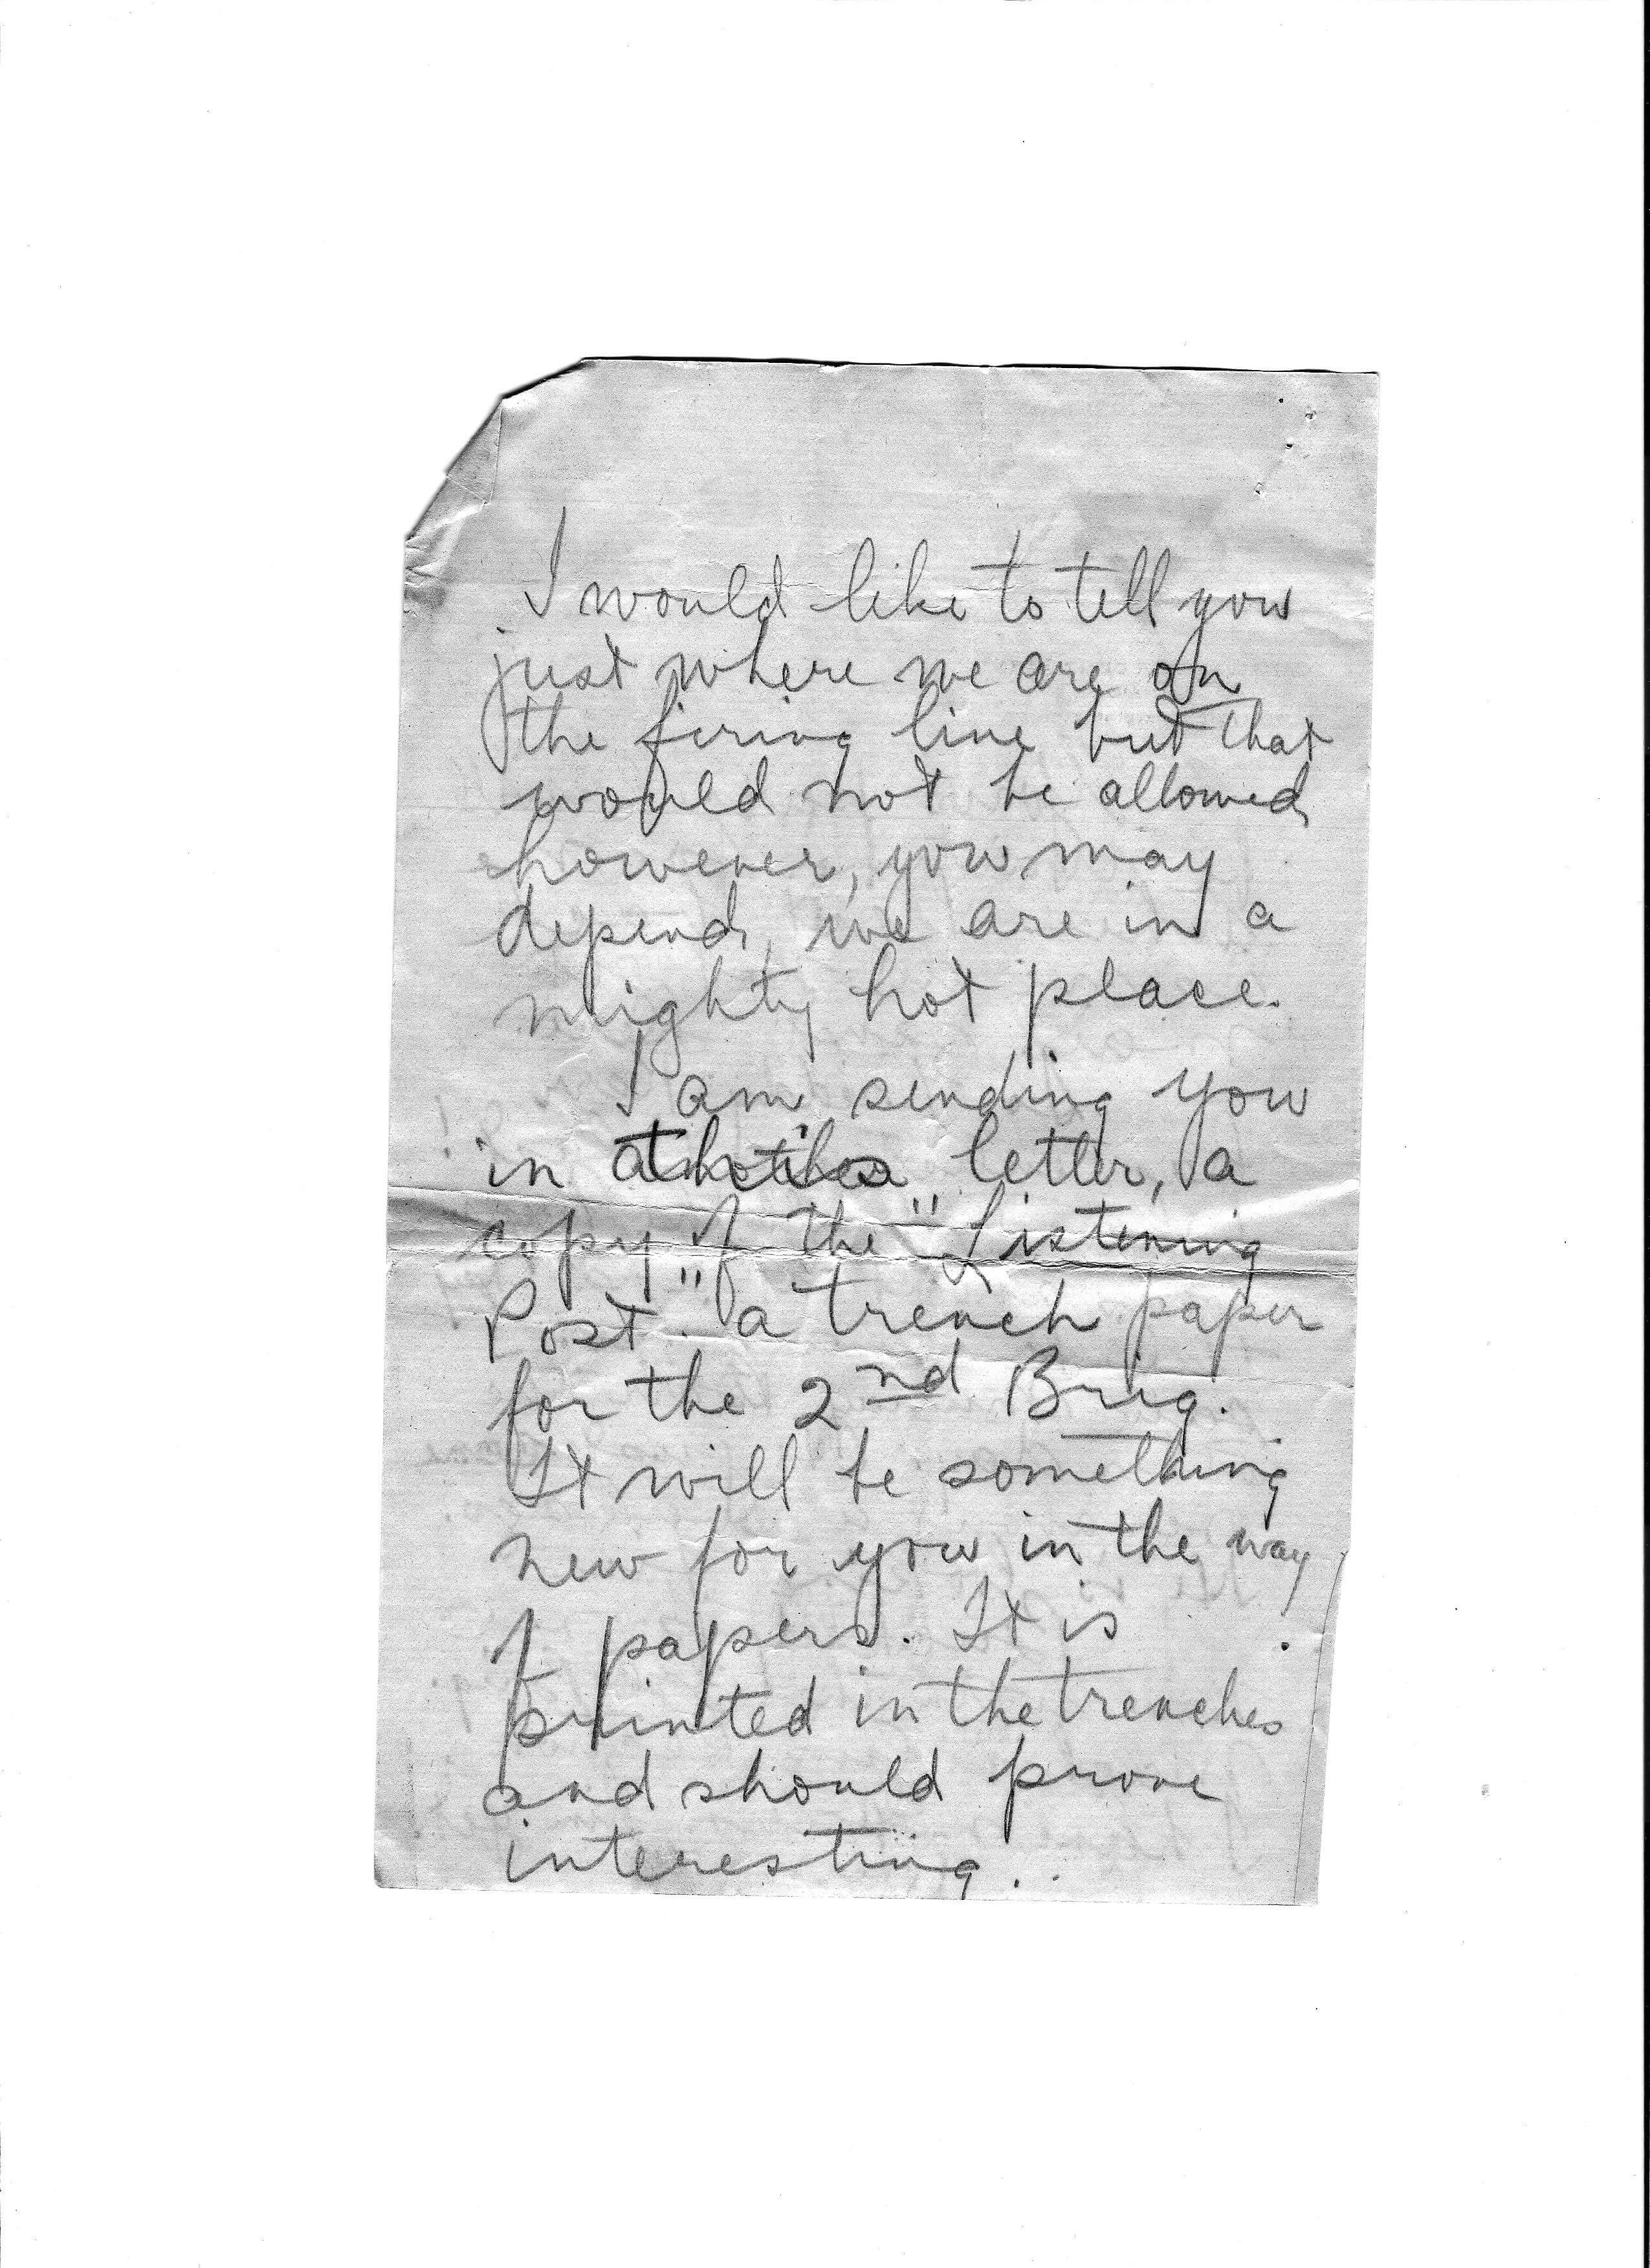 I would like to tell you
just where we are on
the firing line but that
would not be allowed
however, you may
depend, we are in a
mighty hot place.
I am sending you
in letter, a
copy of the "Listening
Post" a trench paper
for the 2nd Brig.
It will be something
new for you in the way
of papers. It is
printed in the trenches
and should prove
interesting..